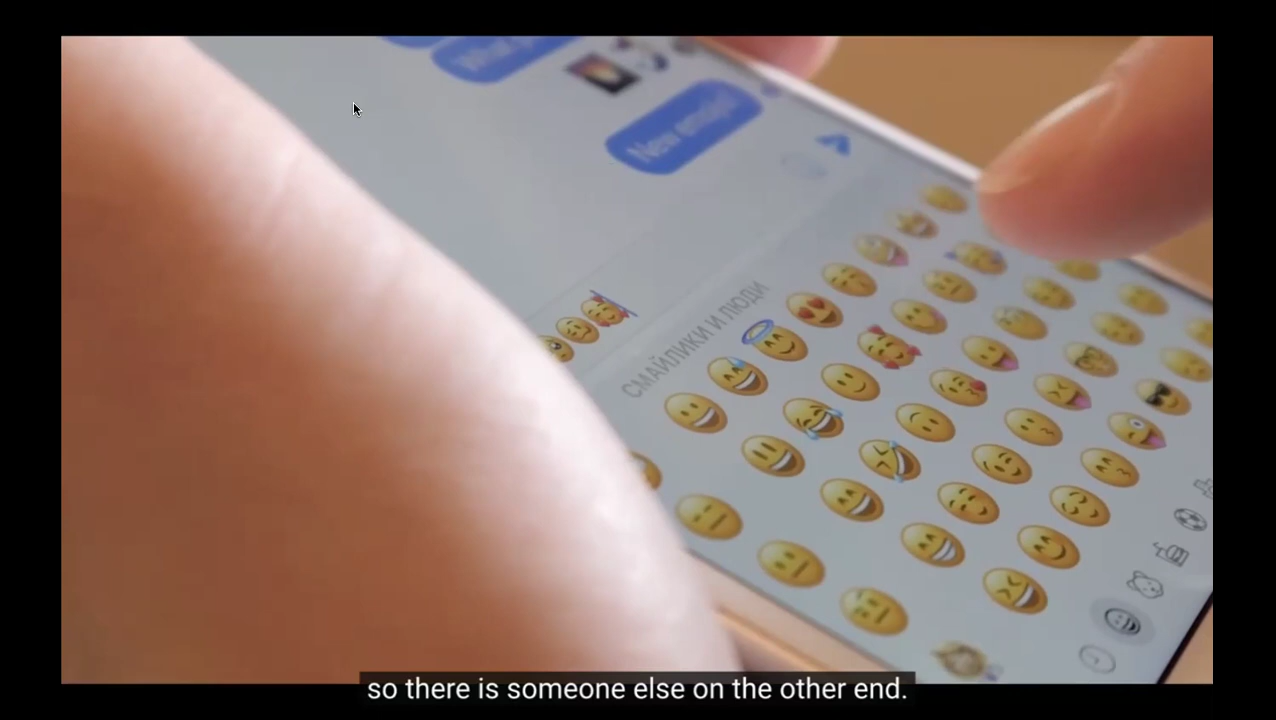 New emoji!
СМАЙЛИКИ И ЛЮДИ
so there is someone else on the other end.